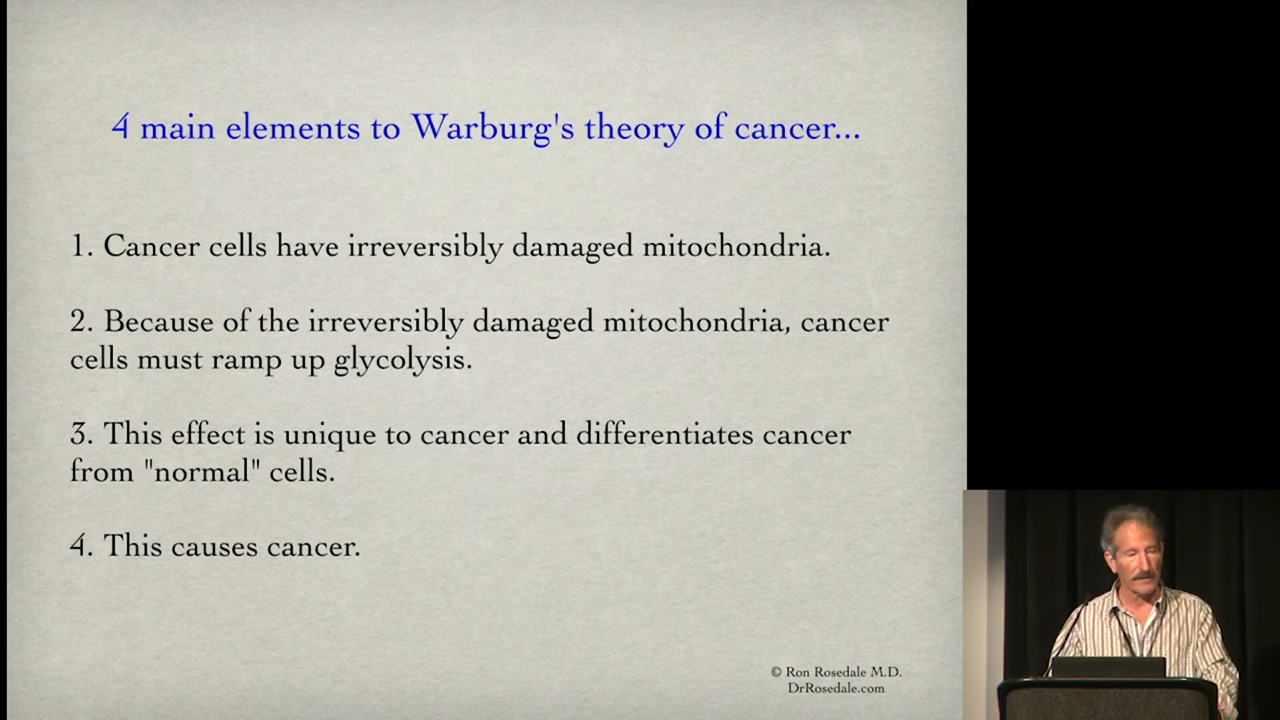 4 main elements to Warburg's theory of cancer...
1. Cancer cells have irreversibly damaged mitochondria.
2. Because of the irreversibly damaged mitochondria, cancer
cells must ramp up glycolysis.
3. This effect is unique to cancer and differentiates cancer
from "normal" cells.
4. This causes cancer.
© Ron Rosedale M.D.
DrRosedale.com